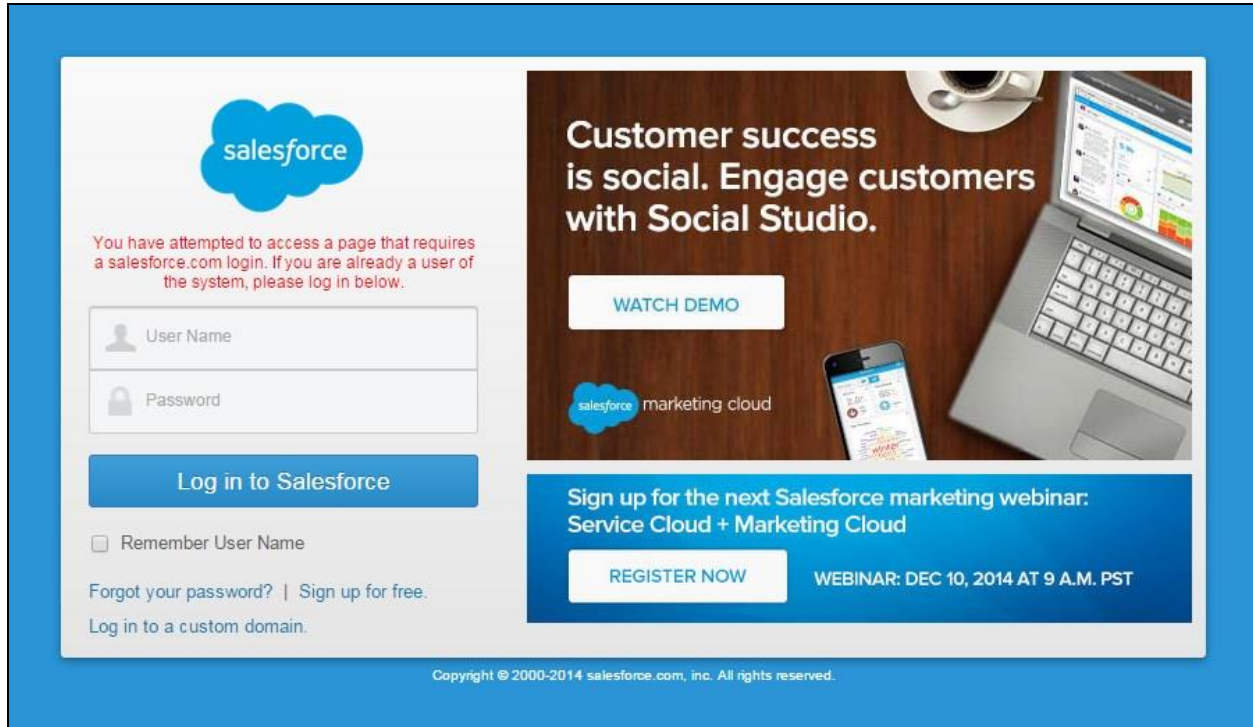 salesforce
You have attempted to access a page that requires
a salesforce.com login. If you are already a user of
the system, please log in below.
User Name
Password
Log in to Salesforce
Remember User Name
Forgot your password? | Sign up for free.
Log in to a custom domain.
Customer success
is social. Engage customers
with Social Studio.
WATCH DEMO
salesforce marketing cloud
Sign up for the next Salesforce marketing webinar:
Service Cloud + Marketing Cloud
REGISTER NOW
WEBINAR: DEC 10, 2014 AT 9 A.M. PST
Copyright © 2000-2014 salesforce.com, inc. All rights reserved.